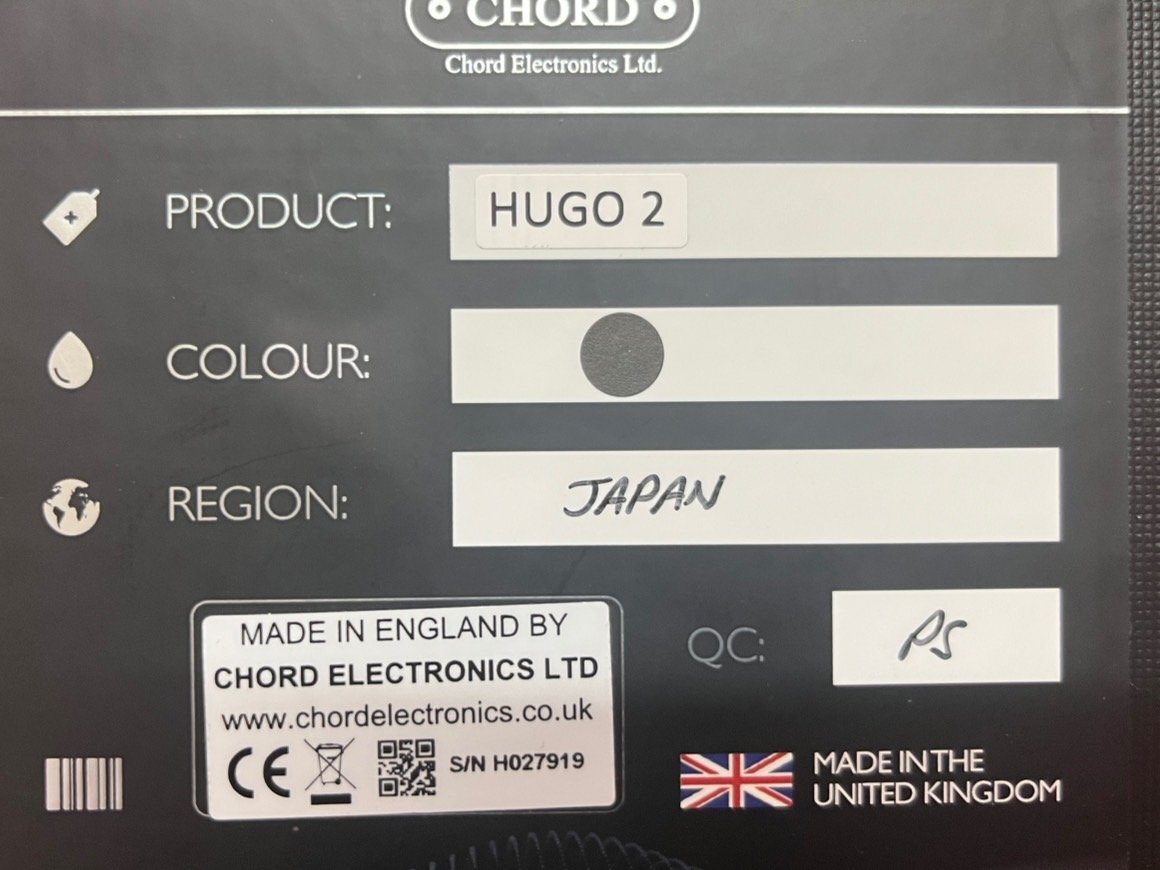 CHORD
Chord Electronics Ltd.
PRODUCT: HUGO 2
COLOUR:
REGION: JAPAN
MADE IN ENGLAND BY
CHORD ELECTRONICS LTD
www.chordelectronics.co.uk
CE S/N H027919
QC: PS
MADE IN THE
UNITED KINGDOM